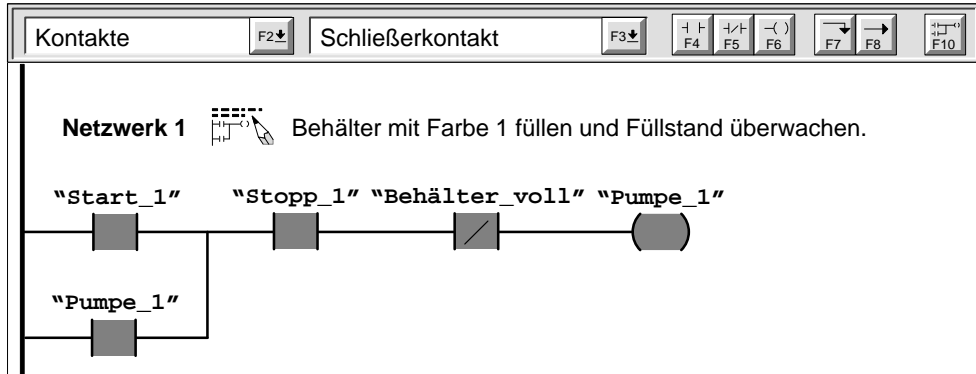 Kontakte F2 Schließerkontakt F3 F4 F5 F6 F7 F8 F10
Netzwerk 1 Behälter mit Farbe 1 füllen und Füllstand überwachen.
“Start_1” “Stopp_1” “Behälter_voll” “Pumpe_1”
“Pumpe_1”